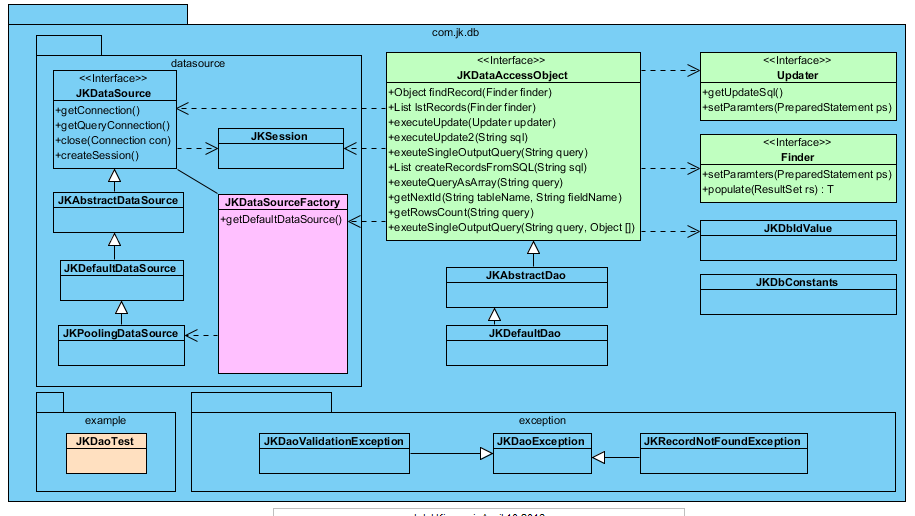 com.jk.db
datasource
<<Interface>>
JKDataSource
+getConnection()
+getQueryConnection()
+close(Connection con)
+createSession()
JKSession
JKAbstractDataSource
JKDataSourceFactory
+getDefaultDataSource()
JKDefaultDataSource
JKPoolingDataSource
<<Interface>>
JKDataAccessObject
+Object findRecord(Finder finder)
+List lstRecords(Finder finder)
+executeUpdate(Updater updater)
+executeUpdate2(String sql)
+exeuteSingleOutputQuery(String query)
+List createRecordsFromSQL(String sql)
+exeuteQueryAsArray(String query)
+getNextId(String tableName, String fieldName)
+getRowsCount(String query)
+exeuteSingleOutputQuery(String query, Object [])
JKAbstractDao
JKDefaultDao
<<Interface>>
Updater
+getUpdateSql()
+setParamters(PreparedStatement ps)
<<Interface>>
Finder
+setParamters(PreparedStatement ps)
+populate(ResultSet rs) : T
JKDbIdValue
JKDbConstants
example
JKDaoTest
exception
JKDaoValidationException
JKDaoException
JKRecordNotFoundException